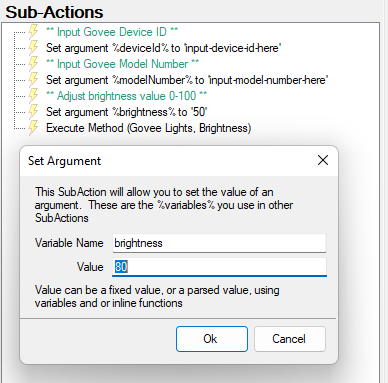 Sub-Actions
** Input Govee Device ID **
Set argument %deviceId% to 'input-device-id-here'
** Input Govee Model Number **
Set argument %modelNumber% to 'input-model-number-here'
** Adjust brightness value 0-100 **
Set argument %brightness% to '50'
Execute Method (Govee Lights, Brightness)
Set Argument
This SubAction will allow you to set the value of an
argument. These are the %variables% you use in other
SubActions
Variable Name brightness
Value 80
Value can be a fixed value, or a parsed value, using
variables and or inline functions
Ok Cancel